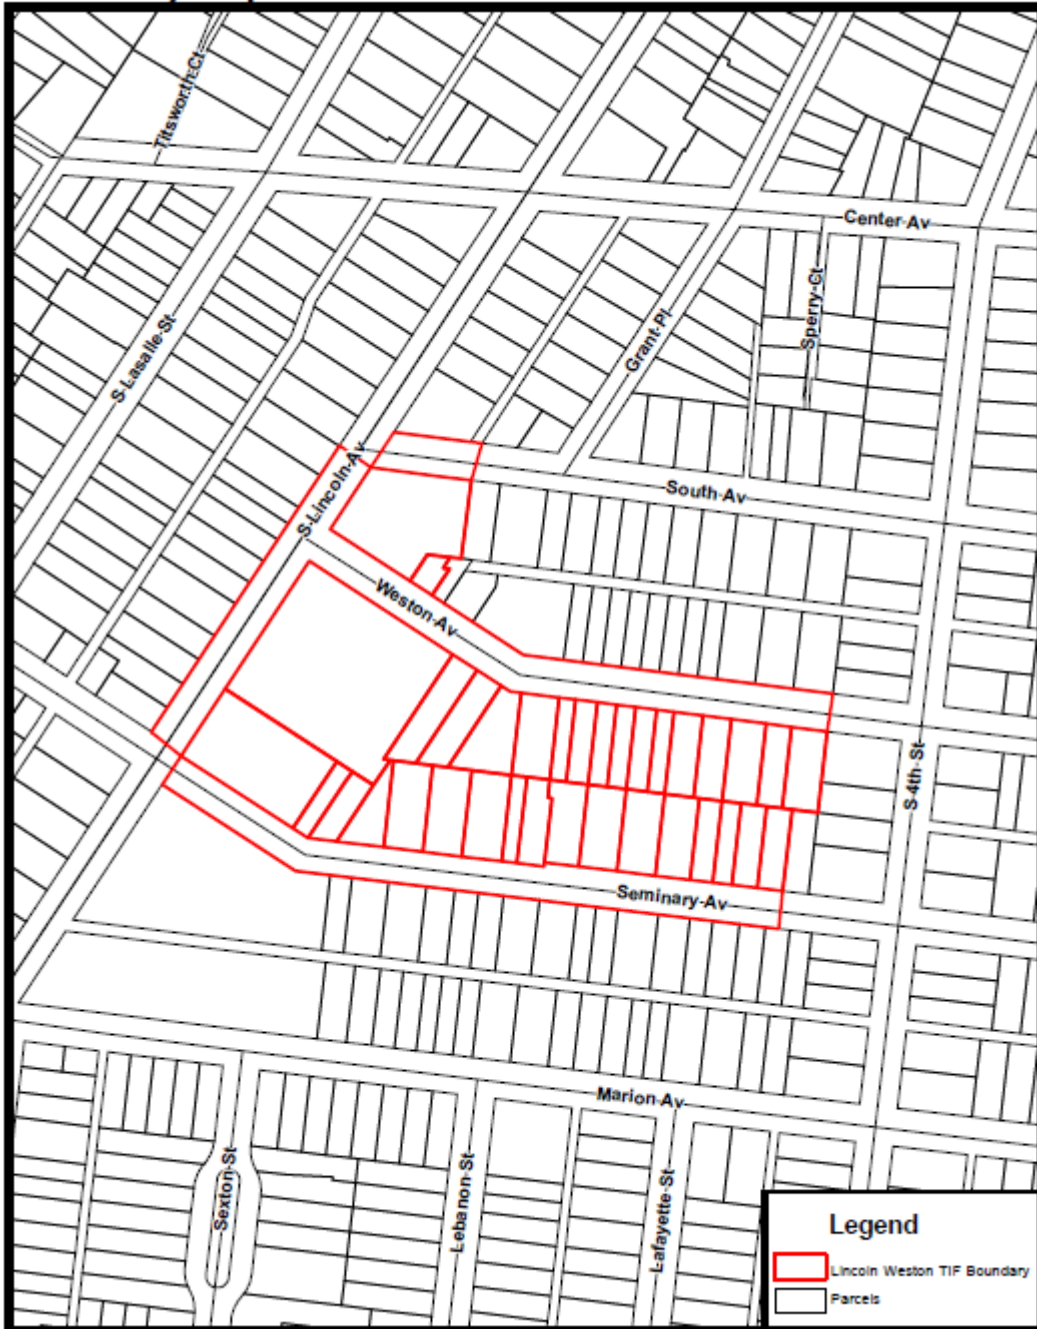 Titsworth Ct
Center Av
Sperry Ct
S Lasalle St
Grant Pl
S Lincoln Av
South Av
Weston Av
S 4th St
Seminary Av
Marion Av
Sexton St
Lebanon St
Lafayette St
Legend
Lincoln Weston TIF Boundary
Parcels